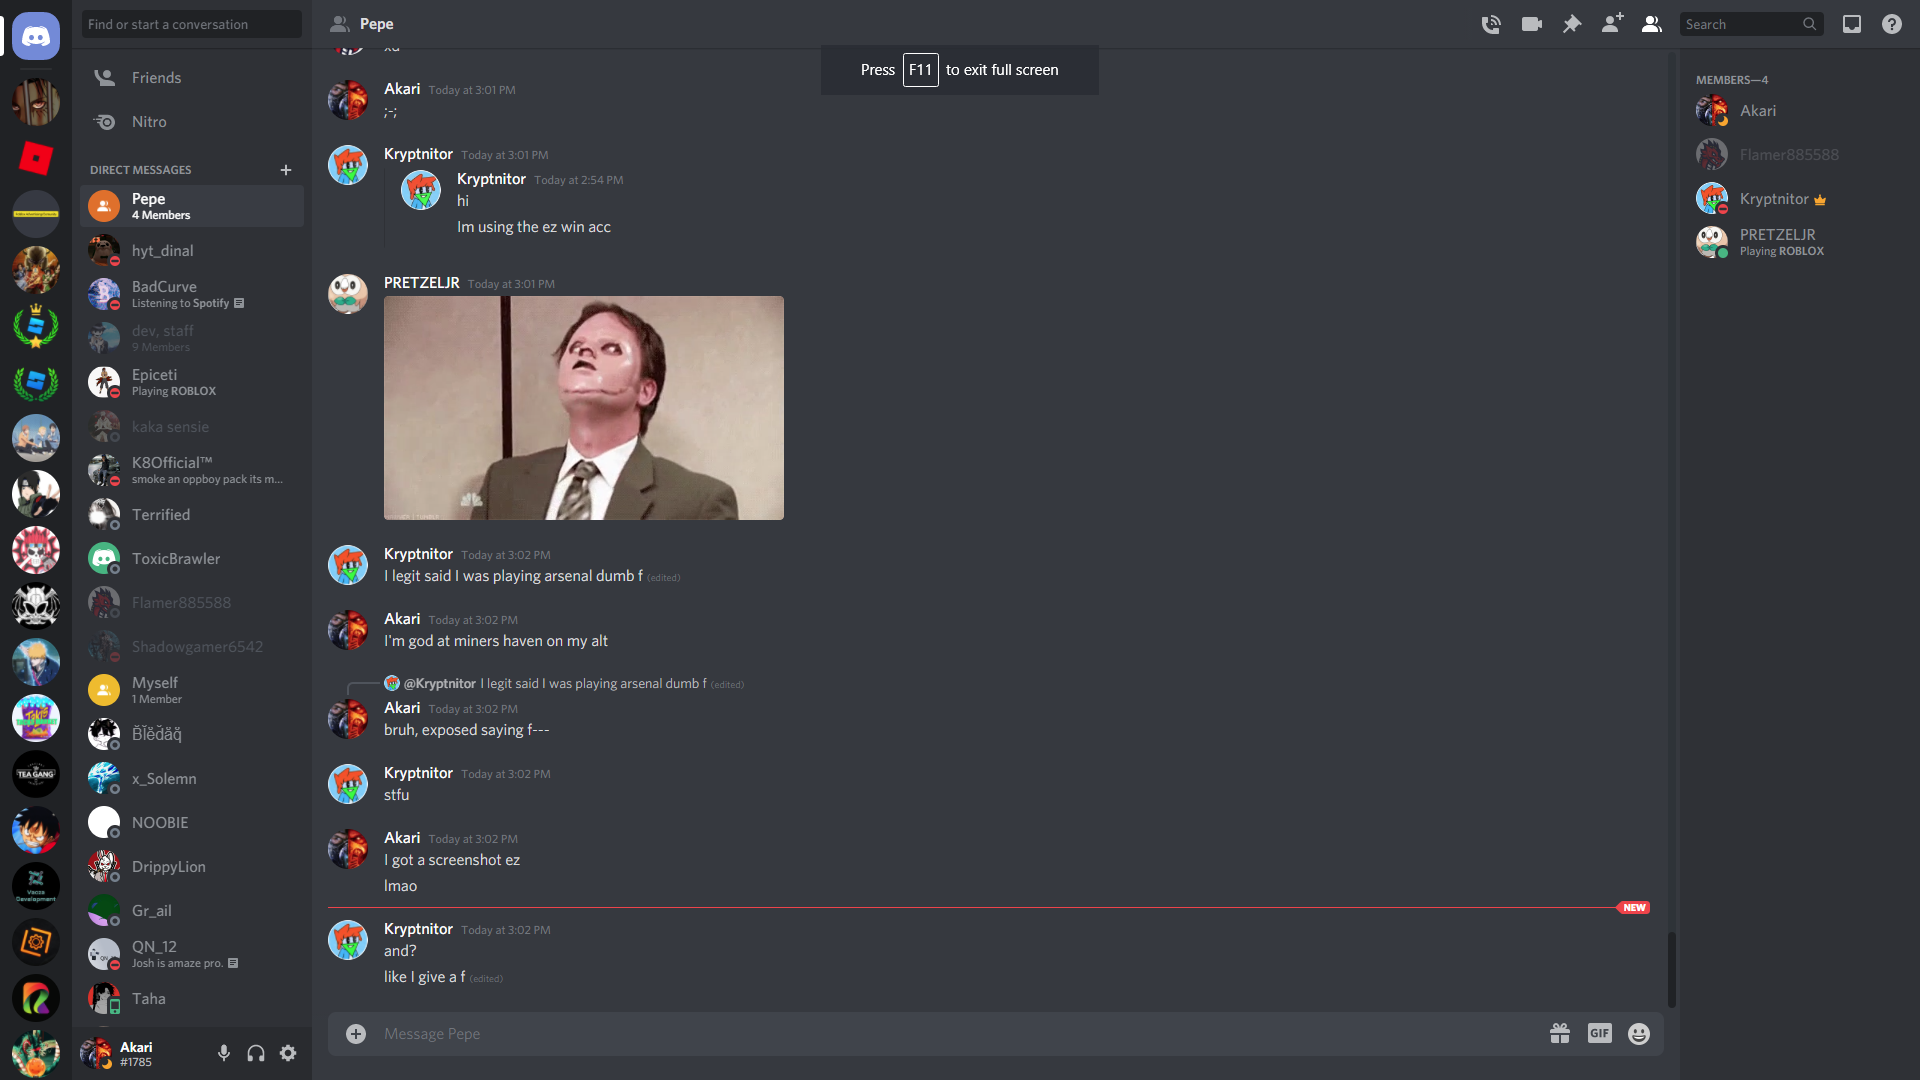 Find or start a conversation
Friends
Nitro
DIRECT MESSAGES
Pepe
4 Members
hyt_dinal
BadCurve
Listening to Spotify
dev, staff
9 Members
Epiceti
Playing ROBLOX
kaka sensie
K8Official™
smoke an oppboy pack its m...
Terrified
ToxicBrawler
Flamer885588
Shadowgamer6542
Myself
1 Member
x_Solemn
NOOBIE
DrippyLion
Gr_ail
QN_12
Josh is amaze pro.
Taha
Akari
#1785
TEA GANG
Pepe
Search
Press F11 to exit full screen
xd
Akari Today at 3:01 PM
;-;
Kryptnitor Today at 3:01 PM
Kryptnitor Today at 2:54 PM
hi
Im using the ez win acc
PRETZELJR Today at 3:01 PM
Kryptnitor Today at 3:02 PM
I legit said I was playing arsenal dumb f (edited)
Akari Today at 3:02 PM
I'm god at miners haven on my alt
@Kryptnitor I legit said I was playing arsenal dumb f (edited)
Akari Today at 3:02 PM
bruh, exposed saying f---
Kryptnitor Today at 3:02 PM
stfu
Akari Today at 3:02 PM
I got a screenshot ez
lmao
NEW
Kryptnitor Today at 3:02 PM
and?
like I give a f (edited)
Message Pepe
GIF
MEMBERS—4
Akari
Flamer885588
Kryptnitor
PRETZELJR
Playing ROBLOX